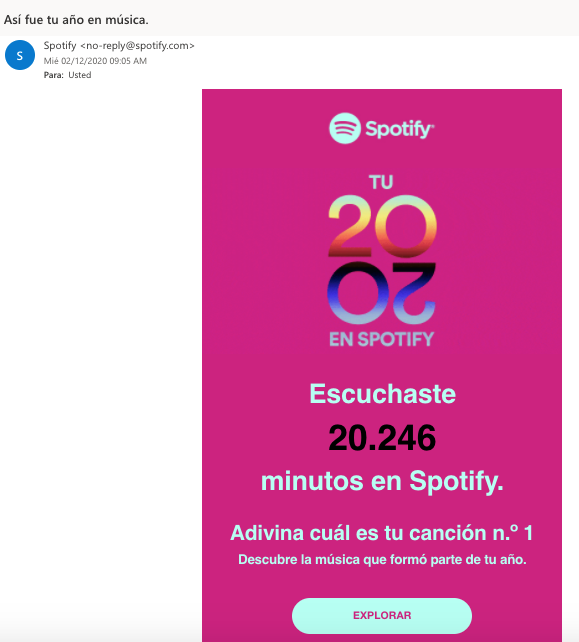 Así fue tu año en música.
S
Spotify <no-reply@spotify.com>
Mié 02/12/2020 09:05 AM
Para: Usted
Spotify
TU
20
20
EN SPOTIFY
Escuchaste
20.246
minutos en Spotify.
Adivina cuál es tu canción n.º 1
Descubre la música que formó parte de tu año.
EXPLORAR